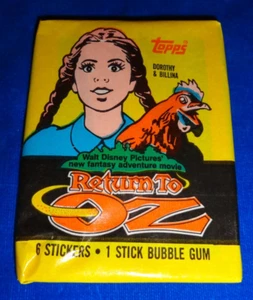 Topps
DOROTHY
& BILLINA
Walt Disney Pictures'
new fantasy adventure movie
Return To
OZ
6 STICKERS • 1 STICK BUBBLE GUM